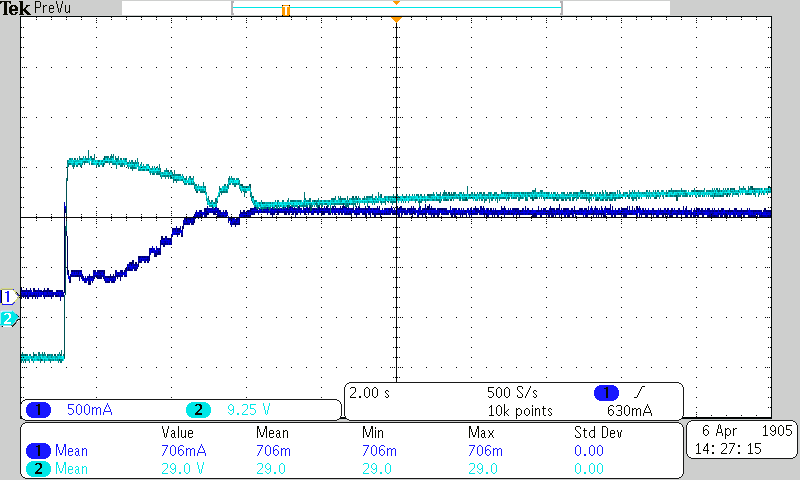 Tek PreVu
1
2
1 500mA 2 9.25 V
2.00 s 500 S/s 1
10k points 630mA
Value Mean Min Max Std Dev
1 Mean 706mA 706m 706m 706m 0.00
2 Mean 29.0 V 29.0 29.0 29.0 0.00
6 Apr 1905
14:27:15